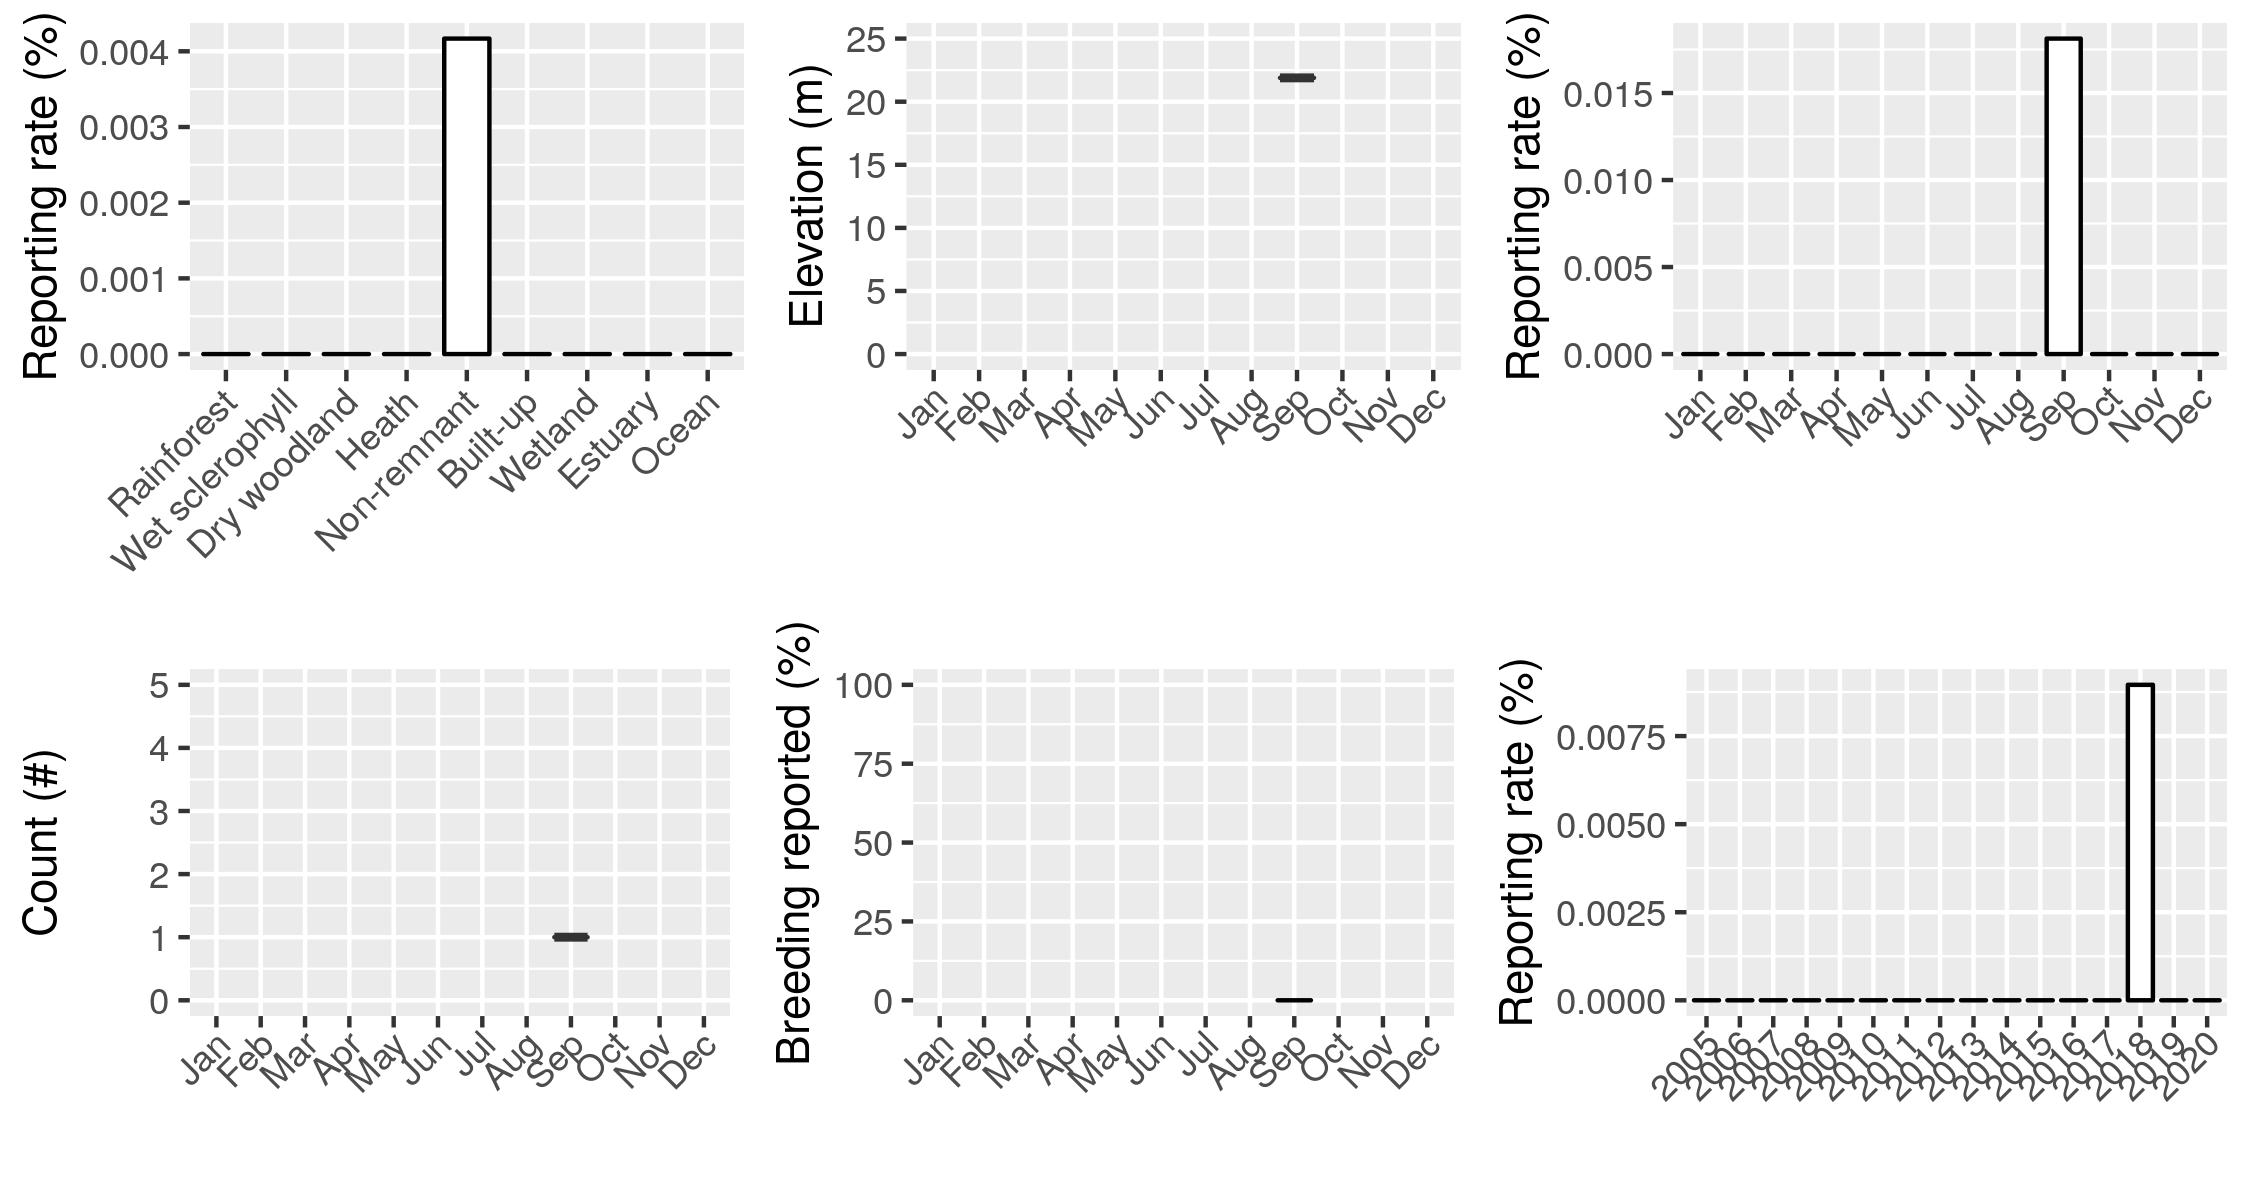 Reporting rate (%)
0.004
0.003
0.002
0.001
0.000
Rainforest
Wet sclerophyll
Dry woodland
Heath
Non-remnant
Built-up
Wetland
Estuary
Ocean
Elevation (m)
25
20
15
10
5
0
Jan
Feb
Mar
Apr
May
Jun
Jul
Aug
Sep
Oct
Nov
Dec
Reporting rate (%)
0.015
0.010
0.005
0.000
Jan
Feb
Mar
Apr
May
Jun
Jul
Aug
Sep
Oct
Nov
Dec
Count (#)
5
4
3
2
1
0
Jan
Feb
Mar
Apr
May
Jun
Jul
Aug
Sep
Oct
Nov
Dec
Breeding reported (%)
100
75
50
25
0
Jan
Feb
Mar
Apr
May
Jun
Jul
Aug
Sep
Oct
Nov
Dec
Reporting rate (%)
0.0075
0.0050
0.0025
0.0000
2005
2006
2007
2008
2009
2010
2011
2012
2013
2014
2015
2016
2017
2018
2019
2020